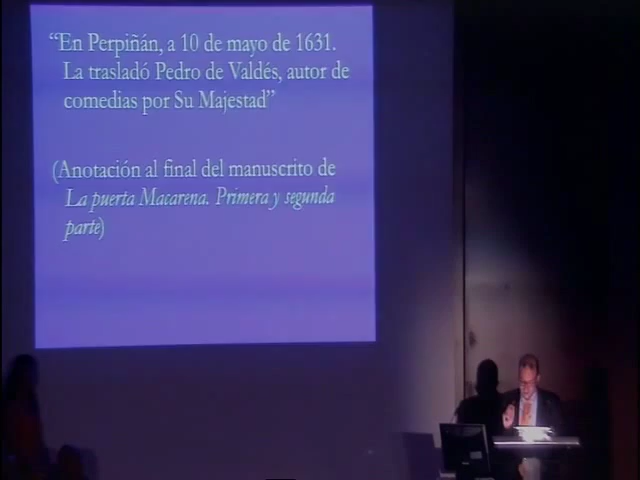 “En Perpiñán, a 10 de mayo de 1631.
La trasladó Pedro de Valdés, autor de
comedias por Su Majestad”
(Anotación al final del manuscrito de
La puerta Macarena. Primera y segunda
parte)